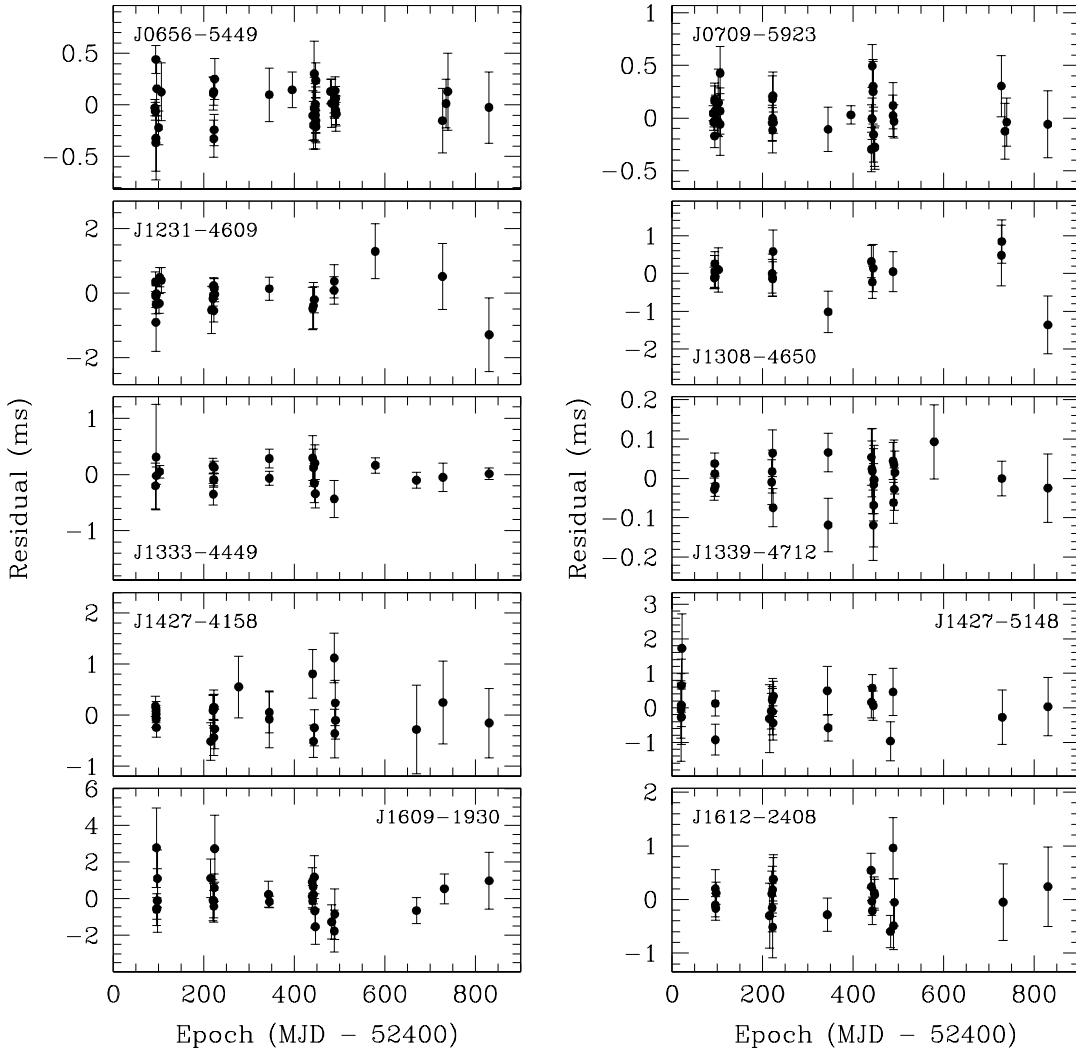 J0656−5449
0.5
0
−0.5
J0709−5923
1
0.5
0
−0.5
J1231−4609
2
0
−2
J1308−4650
1
0
−1
−2
J1333−4449
1
0
−1
J1339−4712
0.2
0.1
0
−0.1
−0.2
Residual (ms)
Residual (ms)
J1427−4158
2
1
0
−1
J1427−5148
3
2
1
0
−1
J1609−1930
6
4
2
0
−2
J1612−2408
2
1
0
−1
0 200 400 600 800
0 200 400 600 800
Epoch (MJD − 52400)
Epoch (MJD − 52400)